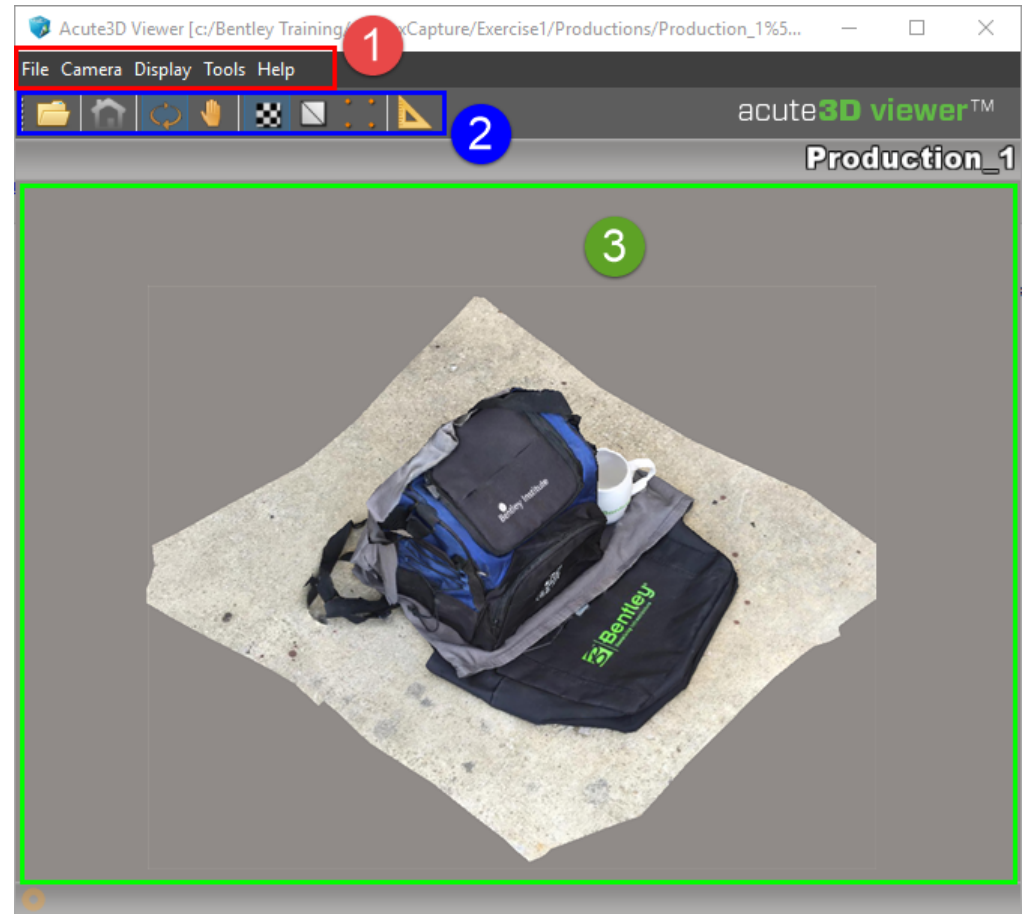 Acute3D Viewer [c:/Bentley Training/ xCapture/Exercise1/Productions/Production_1%5...
1
File Camera Display Tools Help
2
acute3D viewer™
Production_1
3
Bentley Institute
Bentley